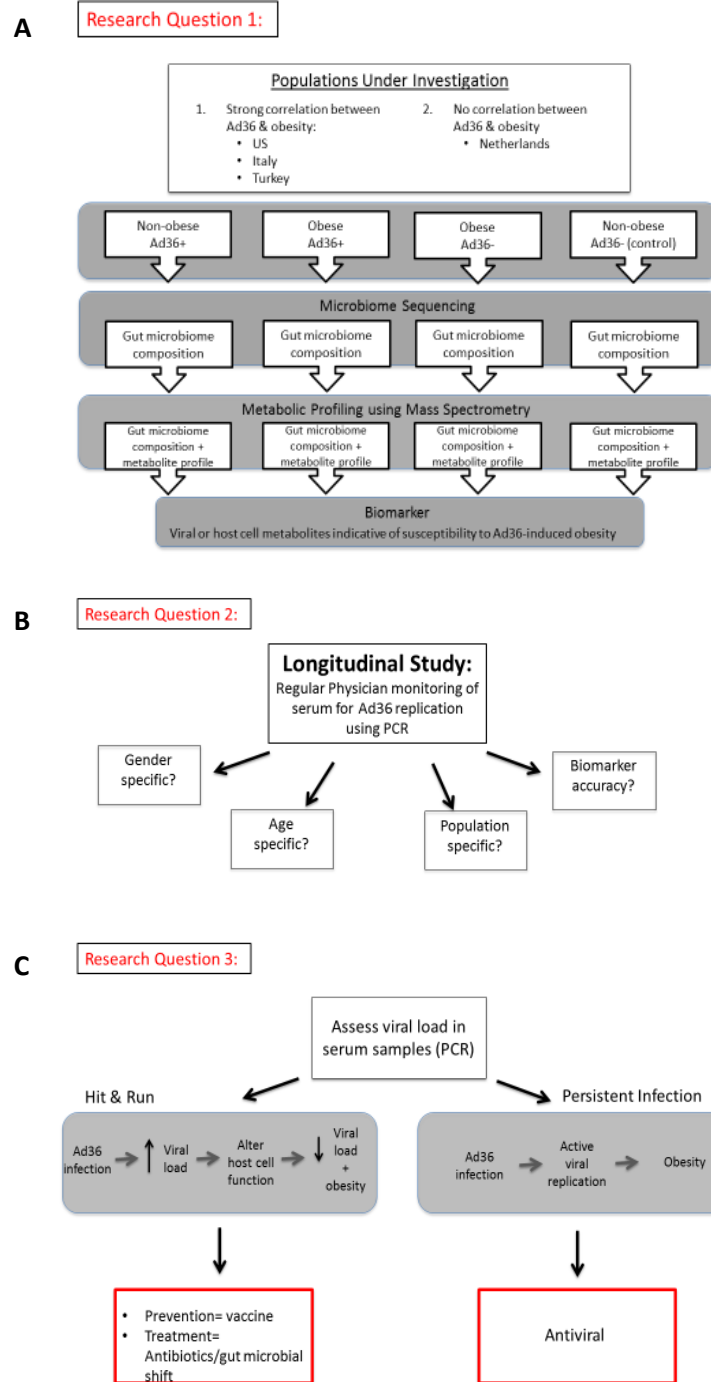 A
Research Question 1:
Populations Under Investigation
1. Strong correlation between
Ad36 & obesity:
• US
• Italy
• Turkey
2. No correlation between
Ad36 & obesity
• Netherlands
Non-obese
Ad36+
Obese
Ad36+
Obese
Ad36-
Non-obese
Ad36- (control)
Microbiome Sequencing
Gut microbiome
composition
Gut microbiome
composition
Gut microbiome
composition
Gut microbiome
composition
Metabolic Profiling using Mass Spectrometry
Gut microbiome
composition +
metabolite profile
Gut microbiome
composition +
metabolite profile
Gut microbiome
composition +
metabolite profile
Gut microbiome
composition +
metabolite profile
Biomarker
Viral or host cell metabolites indicative of susceptibility to Ad36-induced obesity
B
Research Question 2:
Longitudinal Study:
Regular Physician monitoring of
serum for Ad36 replication
using PCR
Gender
specific?
Age
specific?
Population
specific?
Biomarker
accuracy?
C
Research Question 3:
Assess viral load in
serum samples (PCR)
Hit & Run
Ad36
infection
Viral
load
Alter
host cell
function
Viral
load
+
obesity
Persistent Infection
Ad36
infection
Active
viral
replication
Obesity
• Prevention= vaccine
• Treatment=
Antibiotics/gut microbial
shift
Antiviral